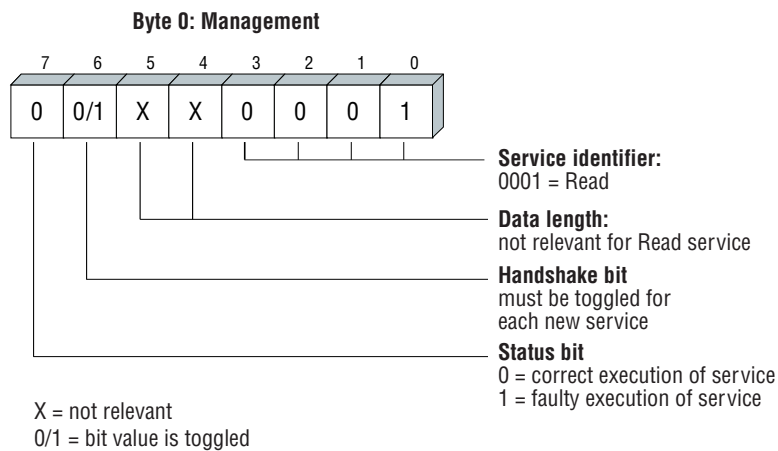 Byte 0: Management
7 6 5 4 3 2 1 0
0 0/1 X X 0 0 0 1
Service identifier:
0001 = Read
Data length:
not relevant for Read service
Handshake bit
must be toggled for
each new service
Status bit
0 = correct execution of service
1 = faulty execution of service
X = not relevant
0/1 = bit value is toggled